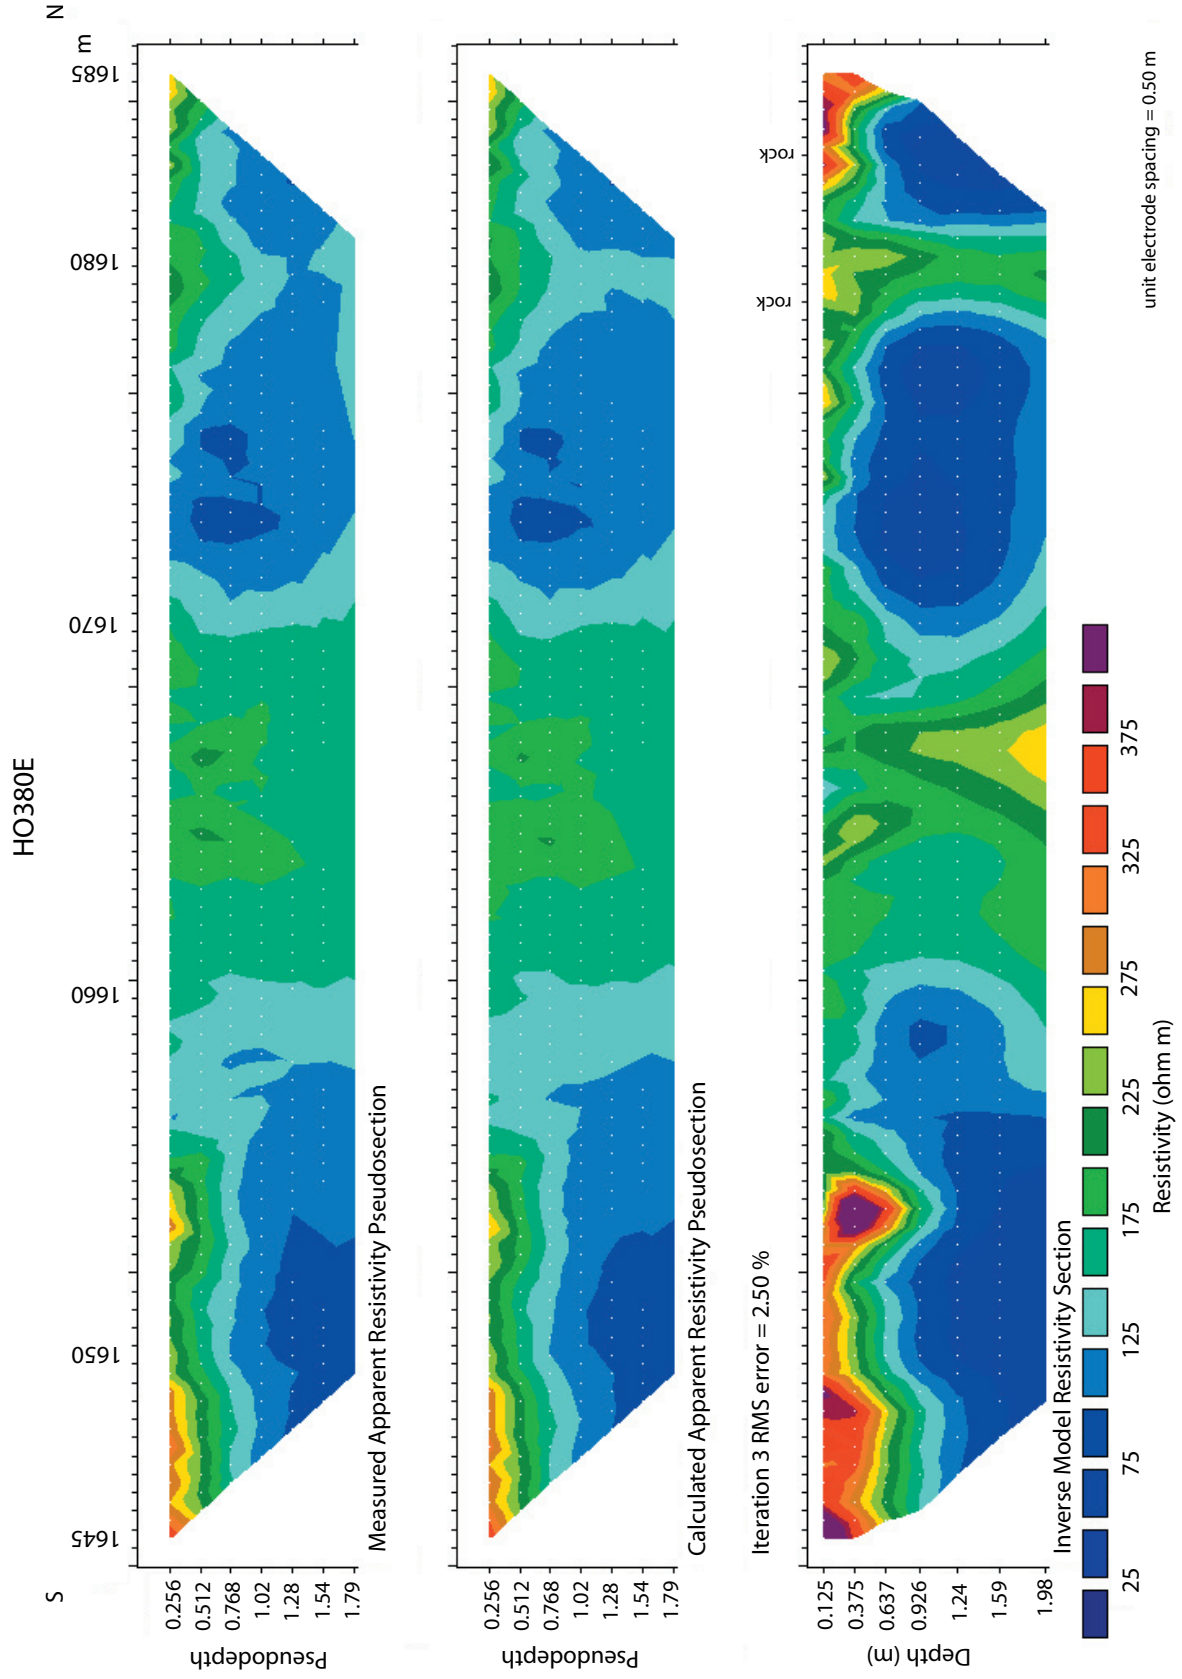 HO380E
S
N
1645
1650
1660
1670
1680
1685
m
Pseudodepth
0.256
0.512
0.768
1.02
1.28
1.54
1.79
Measured Apparent Resistivity Pseudosection
Pseudodepth
0.256
0.512
0.768
1.02
1.28
1.54
1.79
Calculated Apparent Resistivity Pseudosection
Iteration 3 RMS error = 2.50 %
rock
rock
Depth (m)
0.125
0.375
0.637
0.926
1.24
1.59
1.98
Inverse Model Resistivity Section
25
75
125
175
225
275
325
375
Resistivity (ohm m)
unit electrode spacing = 0.50 m